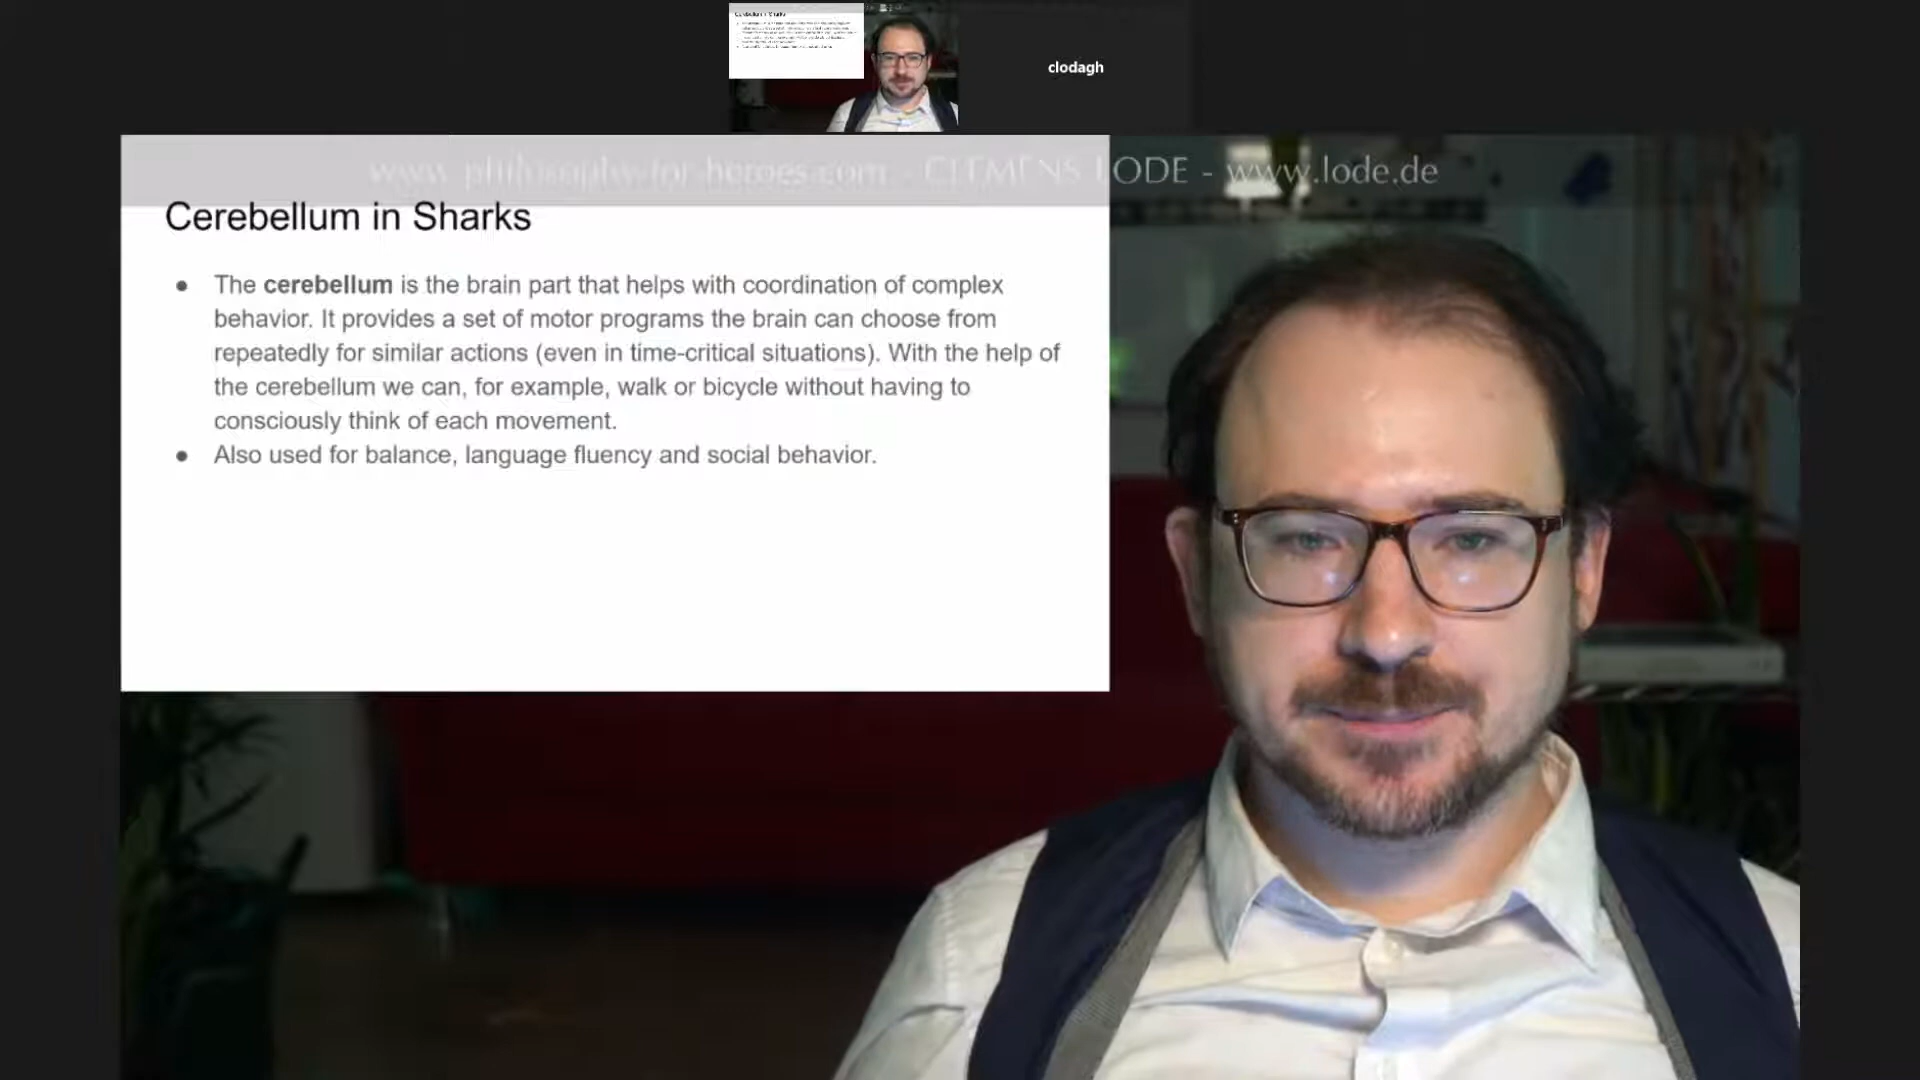 clodagh
www.philosophy-for-heroes.com - CLEMENS LODE - www.lode.de
Cerebellum in Sharks
● The cerebellum is the brain part that helps with coordination of complex
behavior. It provides a set of motor programs the brain can choose from
repeatedly for similar actions (even in time-critical situations). With the help of
the cerebellum we can, for example, walk or bicycle without having to
consciously think of each movement.
● Also used for balance, language fluency and social behavior.